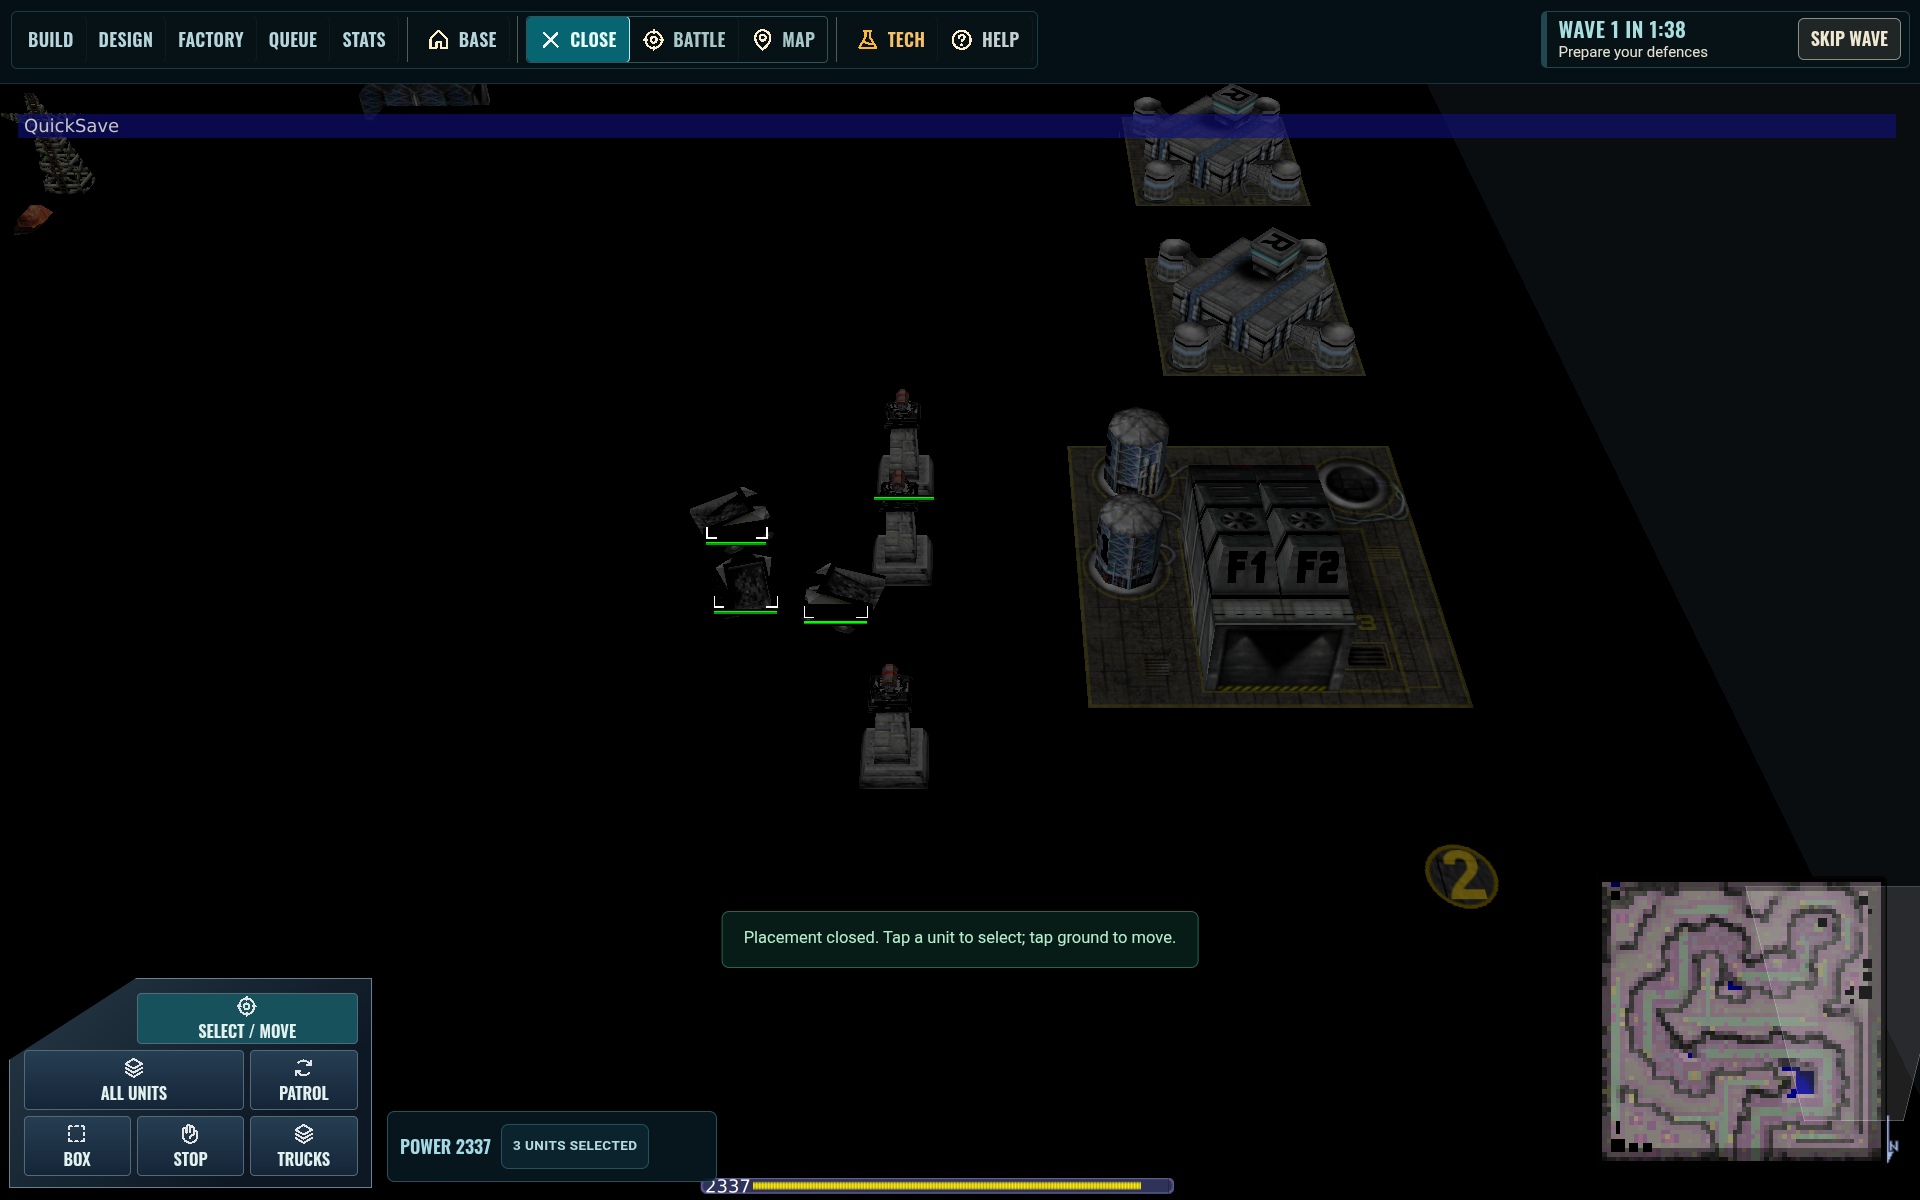 BUILD DESIGN FACTORY QUEUE STATS BASE CLOSE BATTLE MAP TECH HELP
WAVE 1 IN 1:38
Prepare your defences
SKIP WAVE
QuickSave
R
R
F1 F2
3
2
Placement closed. Tap a unit to select; tap ground to move.
SELECT / MOVE
ALL UNITS PATROL
BOX STOP TRUCKS
POWER 2337 3 UNITS SELECTED
2337
N